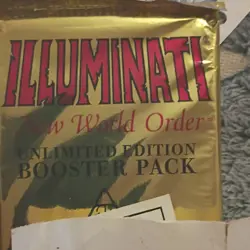 ILLUMINATI
New World Order
UNLIMITED EDITION
BOOSTER PACK